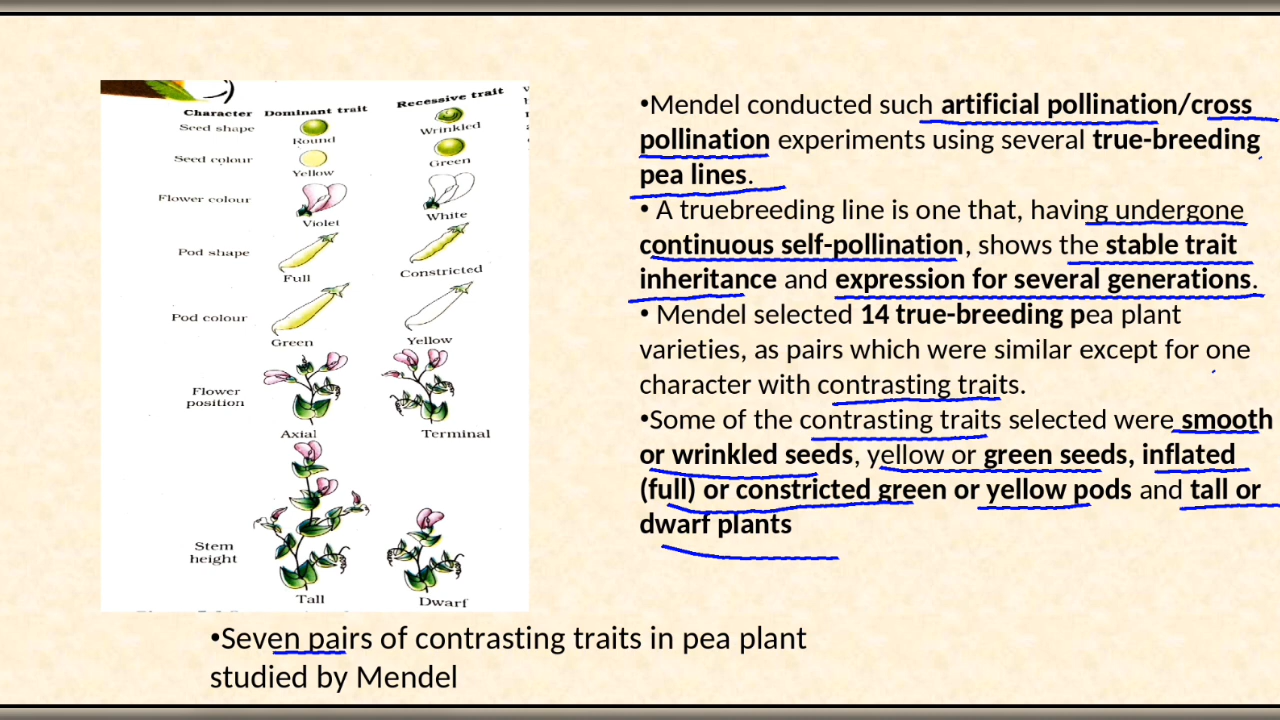 Character Dominant trait Recessive trait
Seed shape
Round
Wrinkled
Seed colour
Yellow
Green
Flower colour
Violet
White
Pod shape
Full
Constricted
Pod colour
Green
Yellow
Flower
position
Axial
Terminal
Stem
height
Tall
Dwarf
•Mendel conducted such artificial pollination/cross
pollination experiments using several true-breeding
pea lines.
• A truebreeding line is one that, having undergone
continuous self-pollination, shows the stable trait
inheritance and expression for several generations.
• Mendel selected 14 true-breeding pea plant
varieties, as pairs which were similar except for one
character with contrasting traits.
•Some of the contrasting traits selected were smooth
or wrinkled seeds, yellow or green seeds, inflated
(full) or constricted green or yellow pods and tall or
dwarf plants
•Seven pairs of contrasting traits in pea plant
studied by Mendel